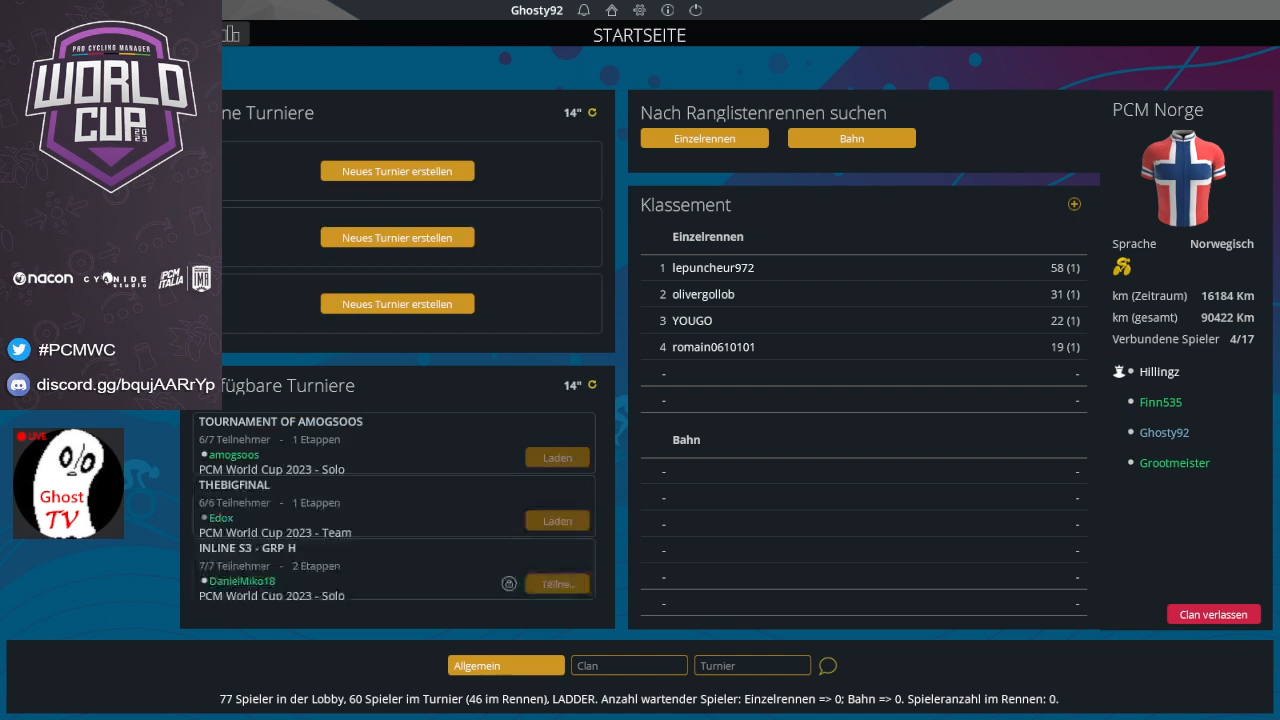 Ghosty92
STARTSEITE
PRO CYCLING MANAGER
WORLD
CUP
2023
nacon
CYANIDE
studio
PCM
ITALIA
#PCMWC
discord.gg/bqujAARrYp
LIVE
Ghost
TV
ne Turniere
14"
Neues Turnier erstellen
Neues Turnier erstellen
Neues Turnier erstellen
fügbare Turniere
14"
TOURNAMENT OF AMOGSOOS
6/7 Teilnehmer - 1 Etappen
amogsoos
Laden
PCM World Cup 2023 - Solo
THEBIGFINAL
6/6 Teilnehmer - 1 Etappen
Edox
Laden
PCM World Cup 2023 - Team
INLINE S3 - GRP H
7/7 Teilnehmer - 2 Etappen
DanielMiko18
Teilne...
PCM World Cup 2023 - Solo
Nach Ranglistenrennen suchen
Einzelrennen
Bahn
Klassement
Einzelrennen
1 lepuncheur972 58 (1)
2 olivergollob 31 (1)
3 YOUGO 22 (1)
4 romain0610101 19 (1)
- -
- -
Bahn
- -
- -
- -
- -
- -
- -
PCM Norge
Sprache Norwegisch
km (Zeitraum) 16184 Km
km (gesamt) 90422 Km
Verbundene Spieler 4/17
Hillingz
Finn535
Ghosty92
Grootmeister
Clan verlassen
Allgemein
Clan
Turnier
77 Spieler in der Lobby, 60 Spieler im Turnier (46 im Rennen), LADDER. Anzahl wartender Spieler: Einzelrennen => 0; Bahn => 0. Spieleranzahl im Rennen: 0.